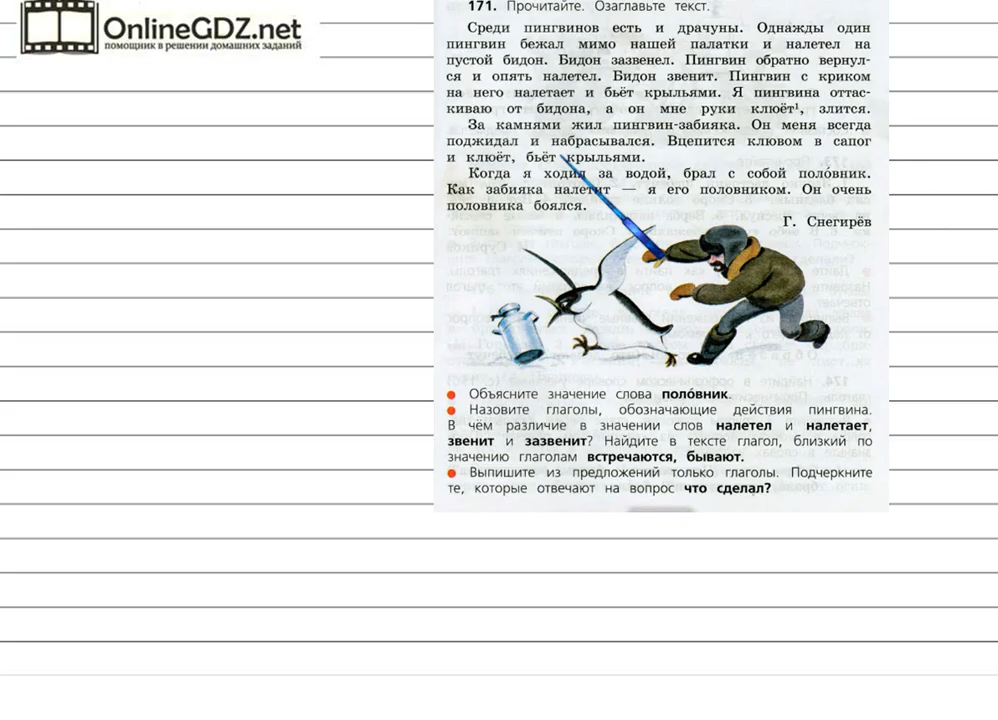 OnlineGDZ.net
помощник в решении домашних заданий
171. Прочитайте. Озаглавьте текст.
Среди пингвинов есть и драчуны. Однажды один
пингвин бежал мимо нашей палатки и налетел на
пустой бидон. Бидон зазвенел. Пингвин обратно вернул-
ся и опять налетел. Бидон звенит. Пингвин с криком
на него налетает и бьёт крыльями. Я пингвина оттас-
киваю от бидона, а он мне руки клюёт¹, злится.
За камнями жил пингвин-забияка. Он меня всегда
поджидал и набрасывался. Вцепится клювом в сапог
и клюёт, бьёт крыльями.
Когда я ходил за водой, брал с собой поло́вник.
Как забияка налетит — я его половником. Он очень
половника боялся.
Г. Снегирёв
● Объясните значение слова поло́вник.
● Назовите глаголы, обозначающие действия пингвина.
В чём различие в значении слов налетел и налетает,
звенит и зазвенит? Найдите в тексте глагол, близкий по
значению глаголам встречаются, бывают.
● Выпишите из предложений только глаголы. Подчеркните
те, которые отвечают на вопрос что сделал?